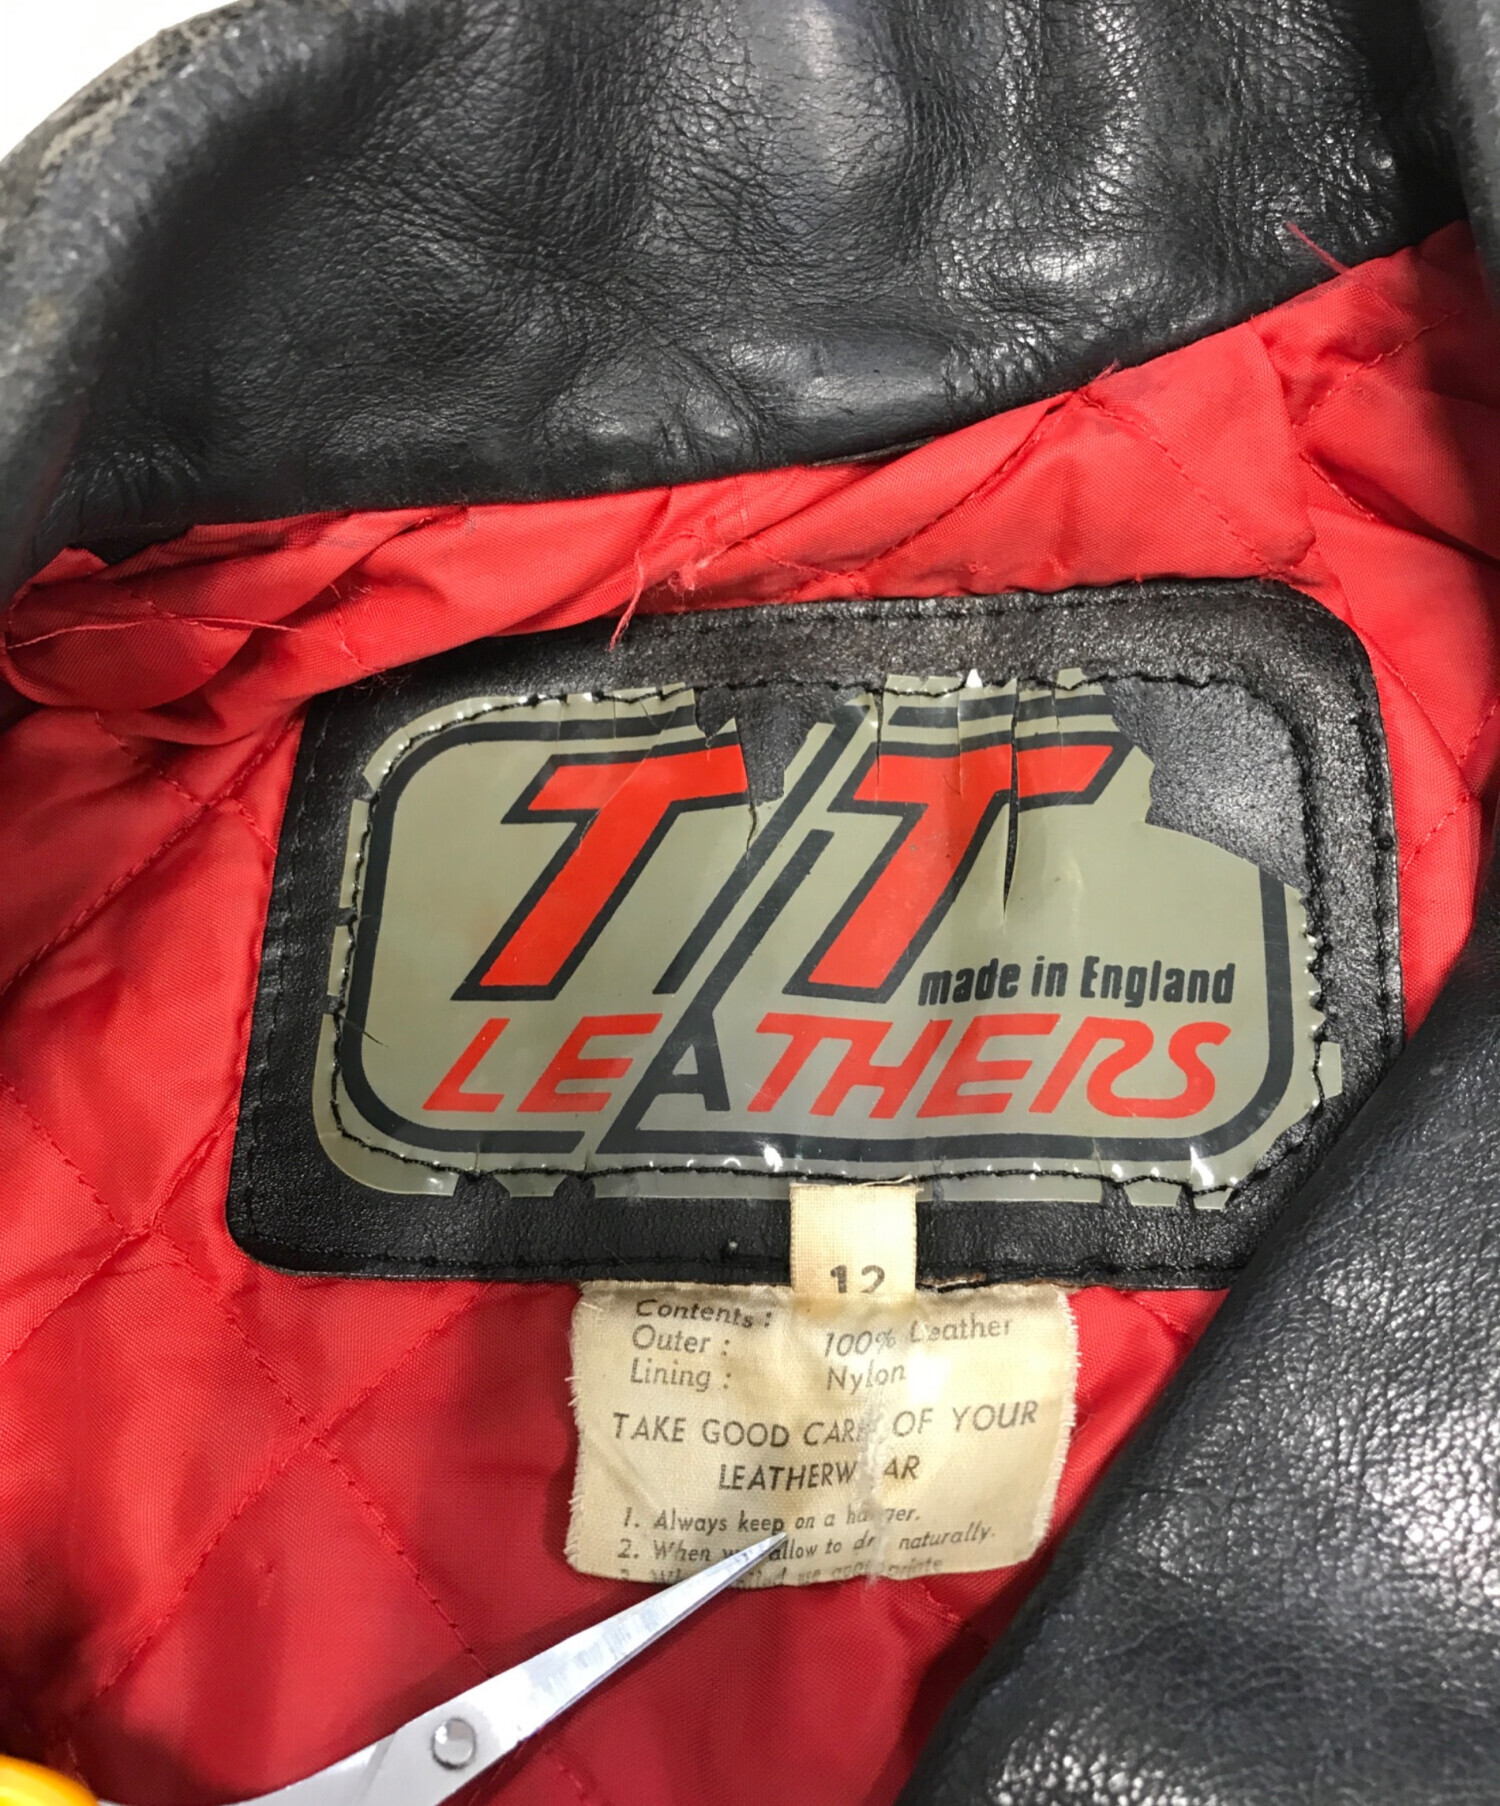 TT
made in England
LEATHERS
12
Contents :
Outer : 100% Leather
Lining : Nylon
TAKE GOOD CARE OF YOUR
LEATHERWEAR
1. Always keep on a hanger.
2. When allow to dry naturally.